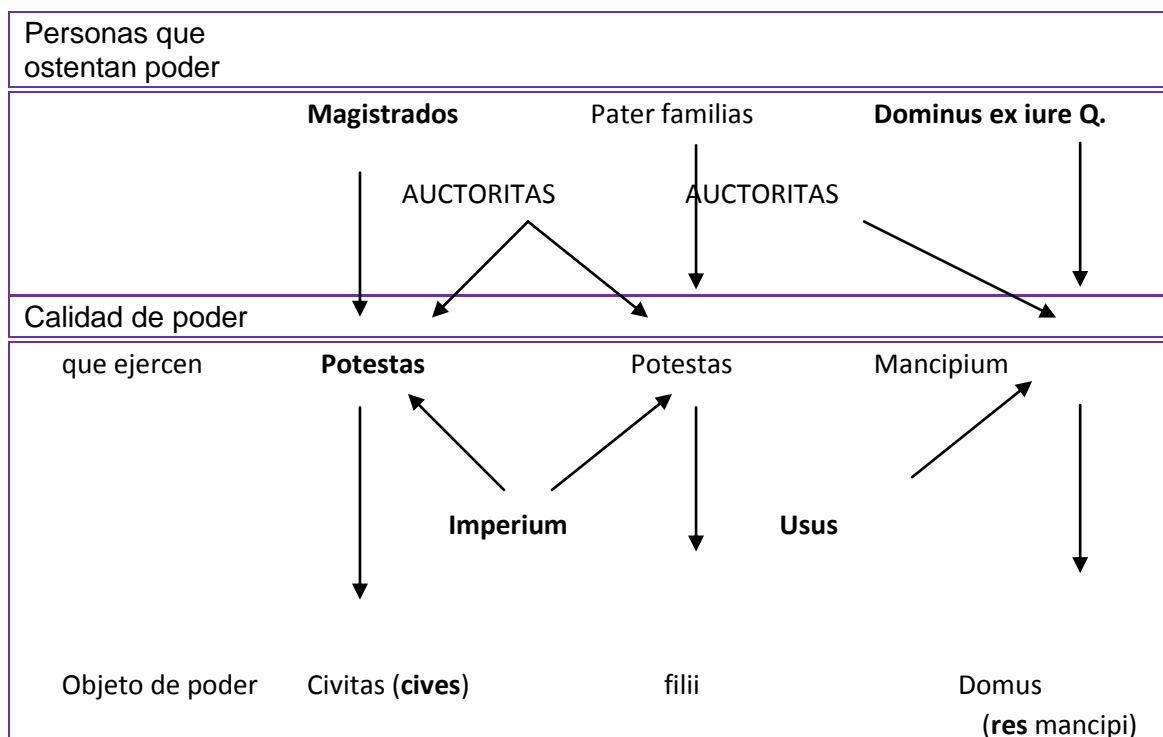 Personas que
ostentan poder
Magistrados Pater familias Dominus ex iure Q.
AUCTORITAS AUCTORITAS
Calidad de poder
que ejercen Potestas Potestas Mancipium
Imperium Usus
Objeto de poder Civitas (cives) filii Domus
(res mancipi)